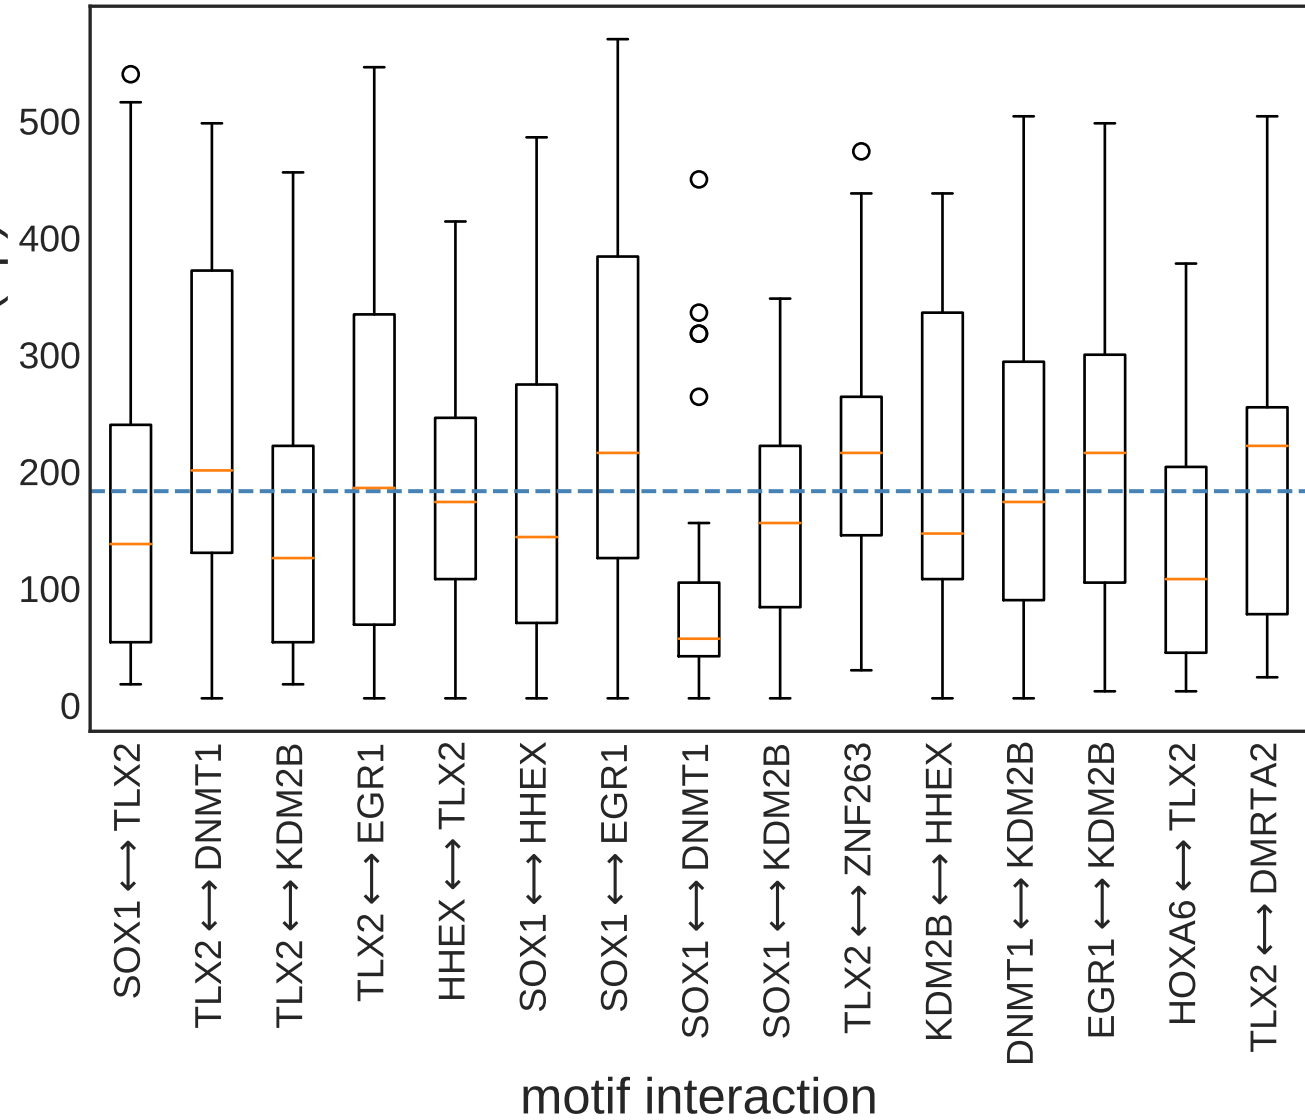 500
400
300
200
100
0
SOX1 ⟷ TLX2
TLX2 ⟷ DNMT1
TLX2 ⟷ KDM2B
TLX2 ⟷ EGR1
HHEX ⟷ TLX2
SOX1 ⟷ HHEX
SOX1 ⟷ EGR1
SOX1 ⟷ DNMT1
SOX1 ⟷ KDM2B
TLX2 ⟷ ZNF263
KDM2B ⟷ HHEX
DNMT1 ⟷ KDM2B
EGR1 ⟷ KDM2B
HOXA6 ⟷ TLX2
TLX2 ⟷ DMRTA2
motif interaction